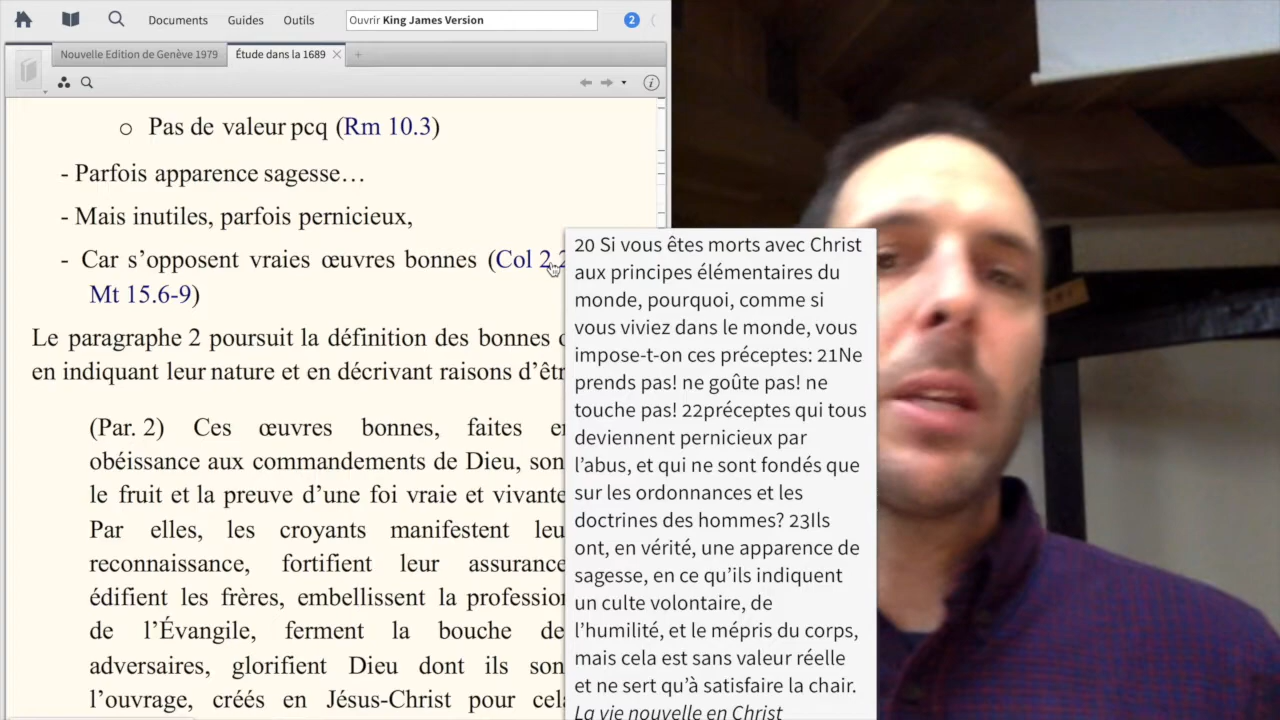 Documents Guides Outils Ouvrir King James Version 2
Nouvelle Edition de Genève 1979 Étude dans la 1689
o Pas de valeur pcq (Rm 10.3)
- Parfois apparence sagesse…
- Mais inutiles, parfois pernicieux,
- Car s’opposent vraies œuvres bonnes (Col
Mt 15.6-9)
Le paragraphe 2 poursuit la définition des bonnes
en indiquant leur nature et en décrivant raisons
(Par. 2) Ces œuvres bonnes, faites
obéissance aux commandements de Dieu,
le fruit et la preuve d’une foi vraie et vivante
Par elles, les croyants manifestent
reconnaissance, fortifient leur assurance
édifient les frères, embellissent la
de l’Évangile, ferment la bouche
adversaires, glorifient Dieu dont ils
l’ouvrage, créés en Jésus-Christ pour
20 Si vous êtes morts avec Christ
aux principes élémentaires du
monde, pourquoi, comme si
vous viviez dans le monde, vous
impose-t-on ces préceptes: 21Ne
prends pas! ne goûte pas! ne
touche pas! 22préceptes qui tous
deviennent pernicieux par
l’abus, et qui ne sont fondés que
sur les ordonnances et les
doctrines des hommes? 23Ils
ont, en vérité, une apparence de
sagesse, en ce qu’ils indiquent
un culte volontaire, de
l’humilité, et le mépris du corps,
mais cela est sans valeur réelle
et ne sert qu’à satisfaire la chair.
La vie nouvelle en Christ